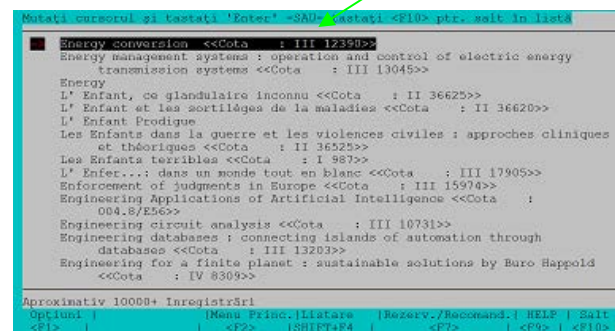 Mutaţi cursorul şi tastaţi 'Enter' -SAU- tastaţi <F10> ptr. salt în listă
Energy conversion <<Cota : III 12390>>
Energy management systems : operation and control of electric energy
transmission systems <<Cota : III 13045>>
Energy
L' Enfant, ce glandulaire inconnu <<Cota : II 36625>>
L' Enfant et les sortilèges de la maladies <<Cota : II 36620>>
L' Enfant Prodigue
Les Enfants dans la guerre et les violences civiles : approches cliniques
et théoriques <<Cota : II 36525>>
Les Enfants terribles <<Cota : I 987>>
L' Enfer...: dans un monde tout en blanc <<Cota : III 17905>>
Enforcement of judgments in Europe <<Cota : III 15974>>
Engineering Applications of Artificial Intelligence <<Cota :
004.8/E56>>
Engineering circuit analysis <<Cota : III 10731>>
Engineering databases : connecting islands of automation through
databases <<Cota : III 13203>>
Engineering for a finite planet : sustainable solutions by Buro Happold
<<Cota : IV 8309>>
Aproximativ 10000+ înregistrări
Opţiuni | |Menu Princ.|Listare |Rezerv./Recomand.| HELP | Salt
<F1> | | <F2> |SHIFT+F4 | <F7> | <F9> | <F10>